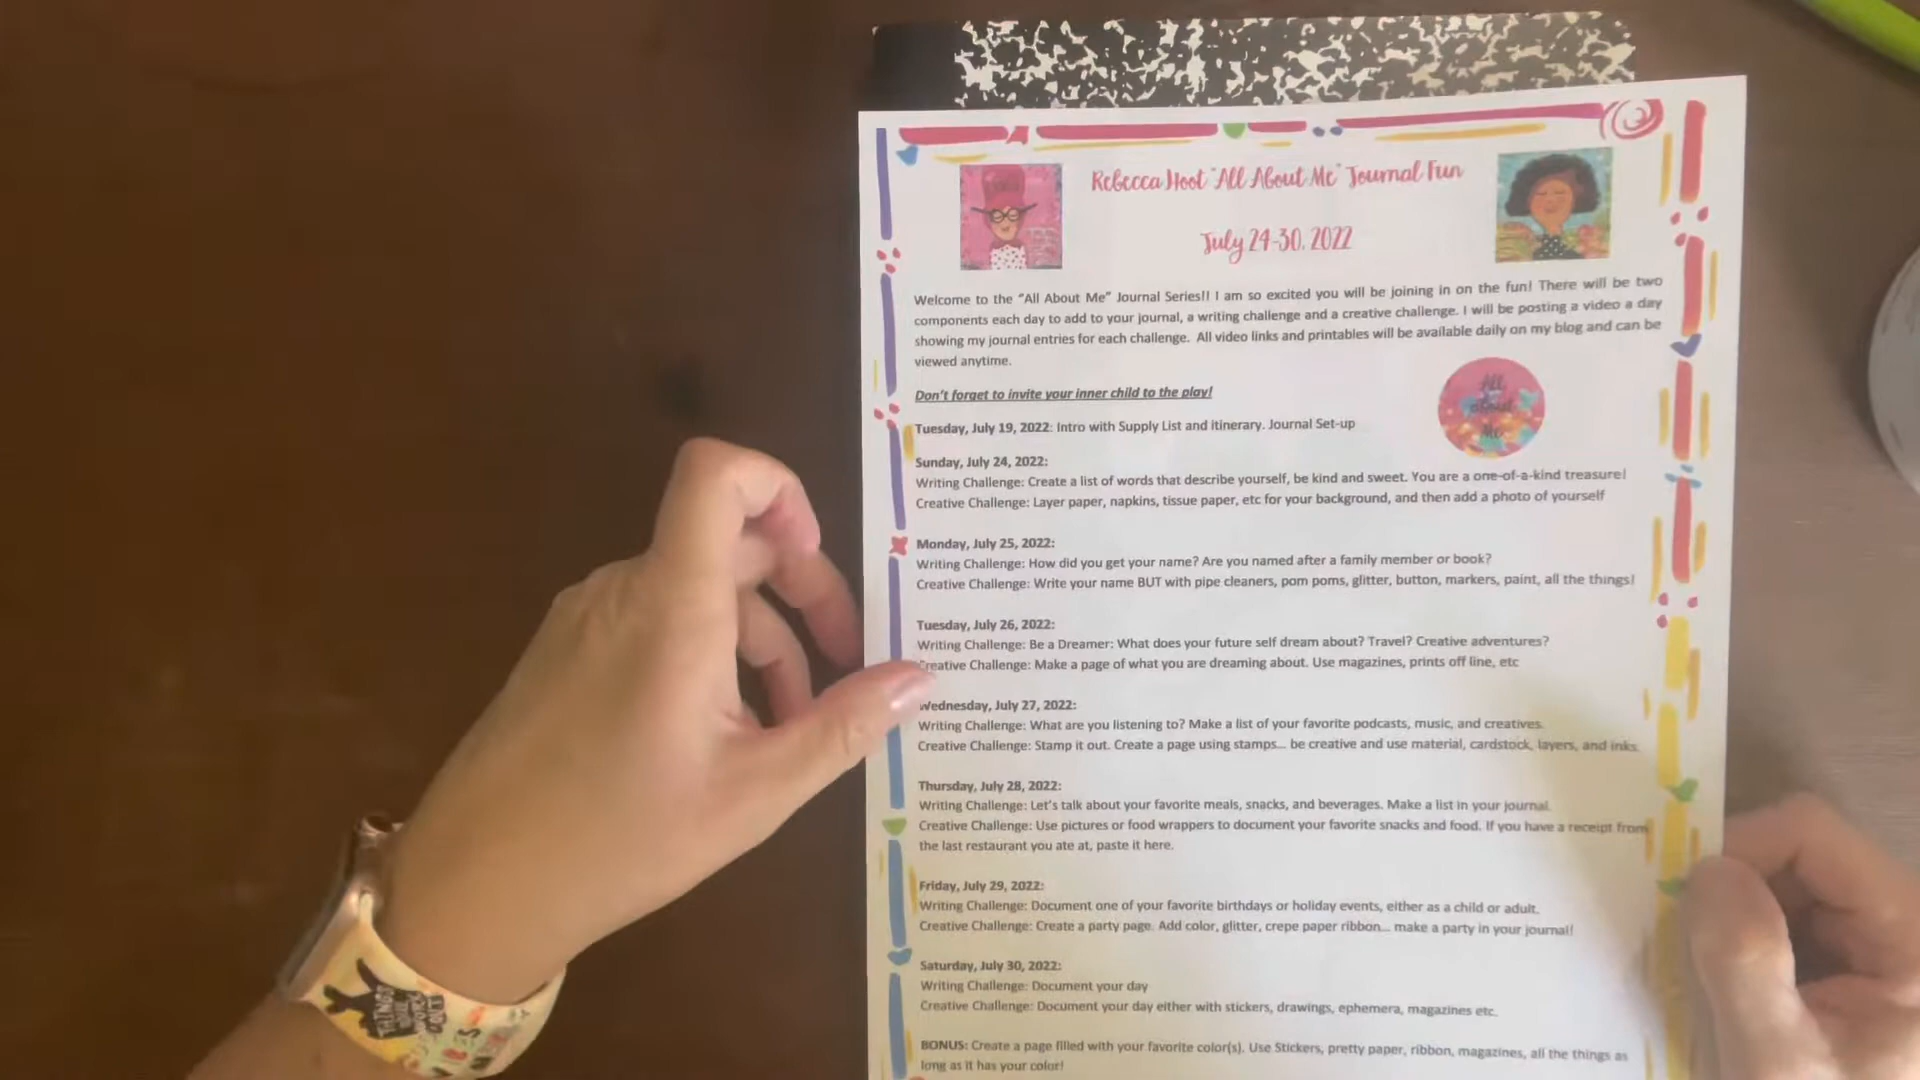 Rebecca Hoot "All About Me" Journal Fun
July 24-30, 2022
Welcome to the "All About Me" Journal Series!! I am so excited you will be joining in on the fun! There will be two
components each day to add to your journal, a writing challenge and a creative challenge. I will be posting a video a day
showing my journal entries for each challenge. All video links and printables will be available daily on my blog and can be
viewed anytime.
Don't forget to invite your inner child to the play!
All
about
Me
Tuesday, July 19, 2022: Intro with Supply List and itinerary. Journal Set-up
Sunday, July 24, 2022:
Writing Challenge: Create a list of words that describe yourself, be kind and sweet. You are a one-of-a-kind treasure!
Creative Challenge: Layer paper, napkins, tissue paper, etc for your background, and then add a photo of yourself
Monday, July 25, 2022:
Writing Challenge: How did you get your name? Are you named after a family member or book?
Creative Challenge: Write your name BUT with pipe cleaners, pom poms, glitter, button, markers, paint, all the things!
Tuesday, July 26, 2022:
Writing Challenge: Be a Dreamer: What does your future self dream about? Travel? Creative adventures?
Creative Challenge: Make a page of what you are dreaming about. Use magazines, prints off line, etc
Wednesday, July 27, 2022:
Writing Challenge: What are you listening to? Make a list of your favorite podcasts, music, and creatives.
Creative Challenge: Stamp it out. Create a page using stamps... be creative and use material, cardstock, layers, and inks.
Thursday, July 28, 2022:
Writing Challenge: Let's talk about your favorite meals, snacks, and beverages. Make a list in your journal.
Creative Challenge: Use pictures or food wrappers to document your favorite snacks and food. If you have a receipt from
the last restaurant you ate at, paste it here.
Friday, July 29, 2022:
Writing Challenge: Document one of your favorite birthdays or holiday events, either as a child or adult.
Creative Challenge: Create a party page. Add color, glitter, crepe paper ribbon... make a party in your journal!
Saturday, July 30, 2022:
Writing Challenge: Document your day
Creative Challenge: Document your day either with stickers, drawings, ephemera, magazines etc.
BONUS: Create a page filled with your favorite color(s). Use Stickers, pretty paper, ribbon, magazines, all the things as
long as it has your color!
THINGS
WILL
WORK
OUT